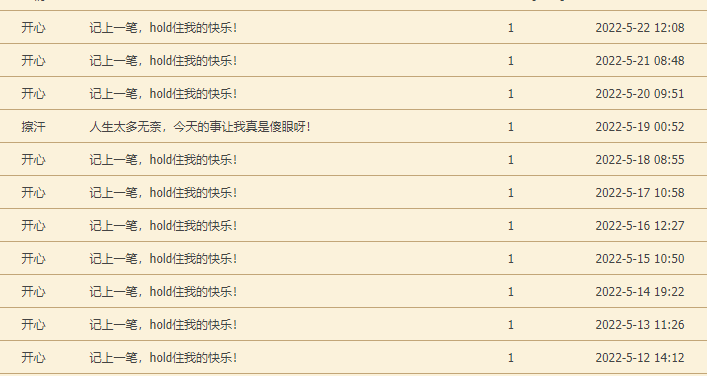 开心 记上一笔，hold住我的快乐！ 1 2022-5-22 12:08
开心 记上一笔，hold住我的快乐！ 1 2022-5-21 08:48
开心 记上一笔，hold住我的快乐！ 1 2022-5-20 09:51
擦汗 人生太多无奈，今天的事让我真是傻眼呀！ 1 2022-5-19 00:52
开心 记上一笔，hold住我的快乐！ 1 2022-5-18 08:55
开心 记上一笔，hold住我的快乐！ 1 2022-5-17 10:58
开心 记上一笔，hold住我的快乐！ 1 2022-5-16 12:27
开心 记上一笔，hold住我的快乐！ 1 2022-5-15 10:50
开心 记上一笔，hold住我的快乐！ 1 2022-5-14 19:22
开心 记上一笔，hold住我的快乐！ 1 2022-5-13 11:26
开心 记上一笔，hold住我的快乐！ 1 2022-5-12 14:12